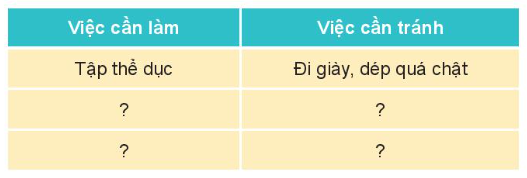 Việc cần làm Việc cần tránh
Tập thể dục Đi giày, dép quá chật
? ?
? ?